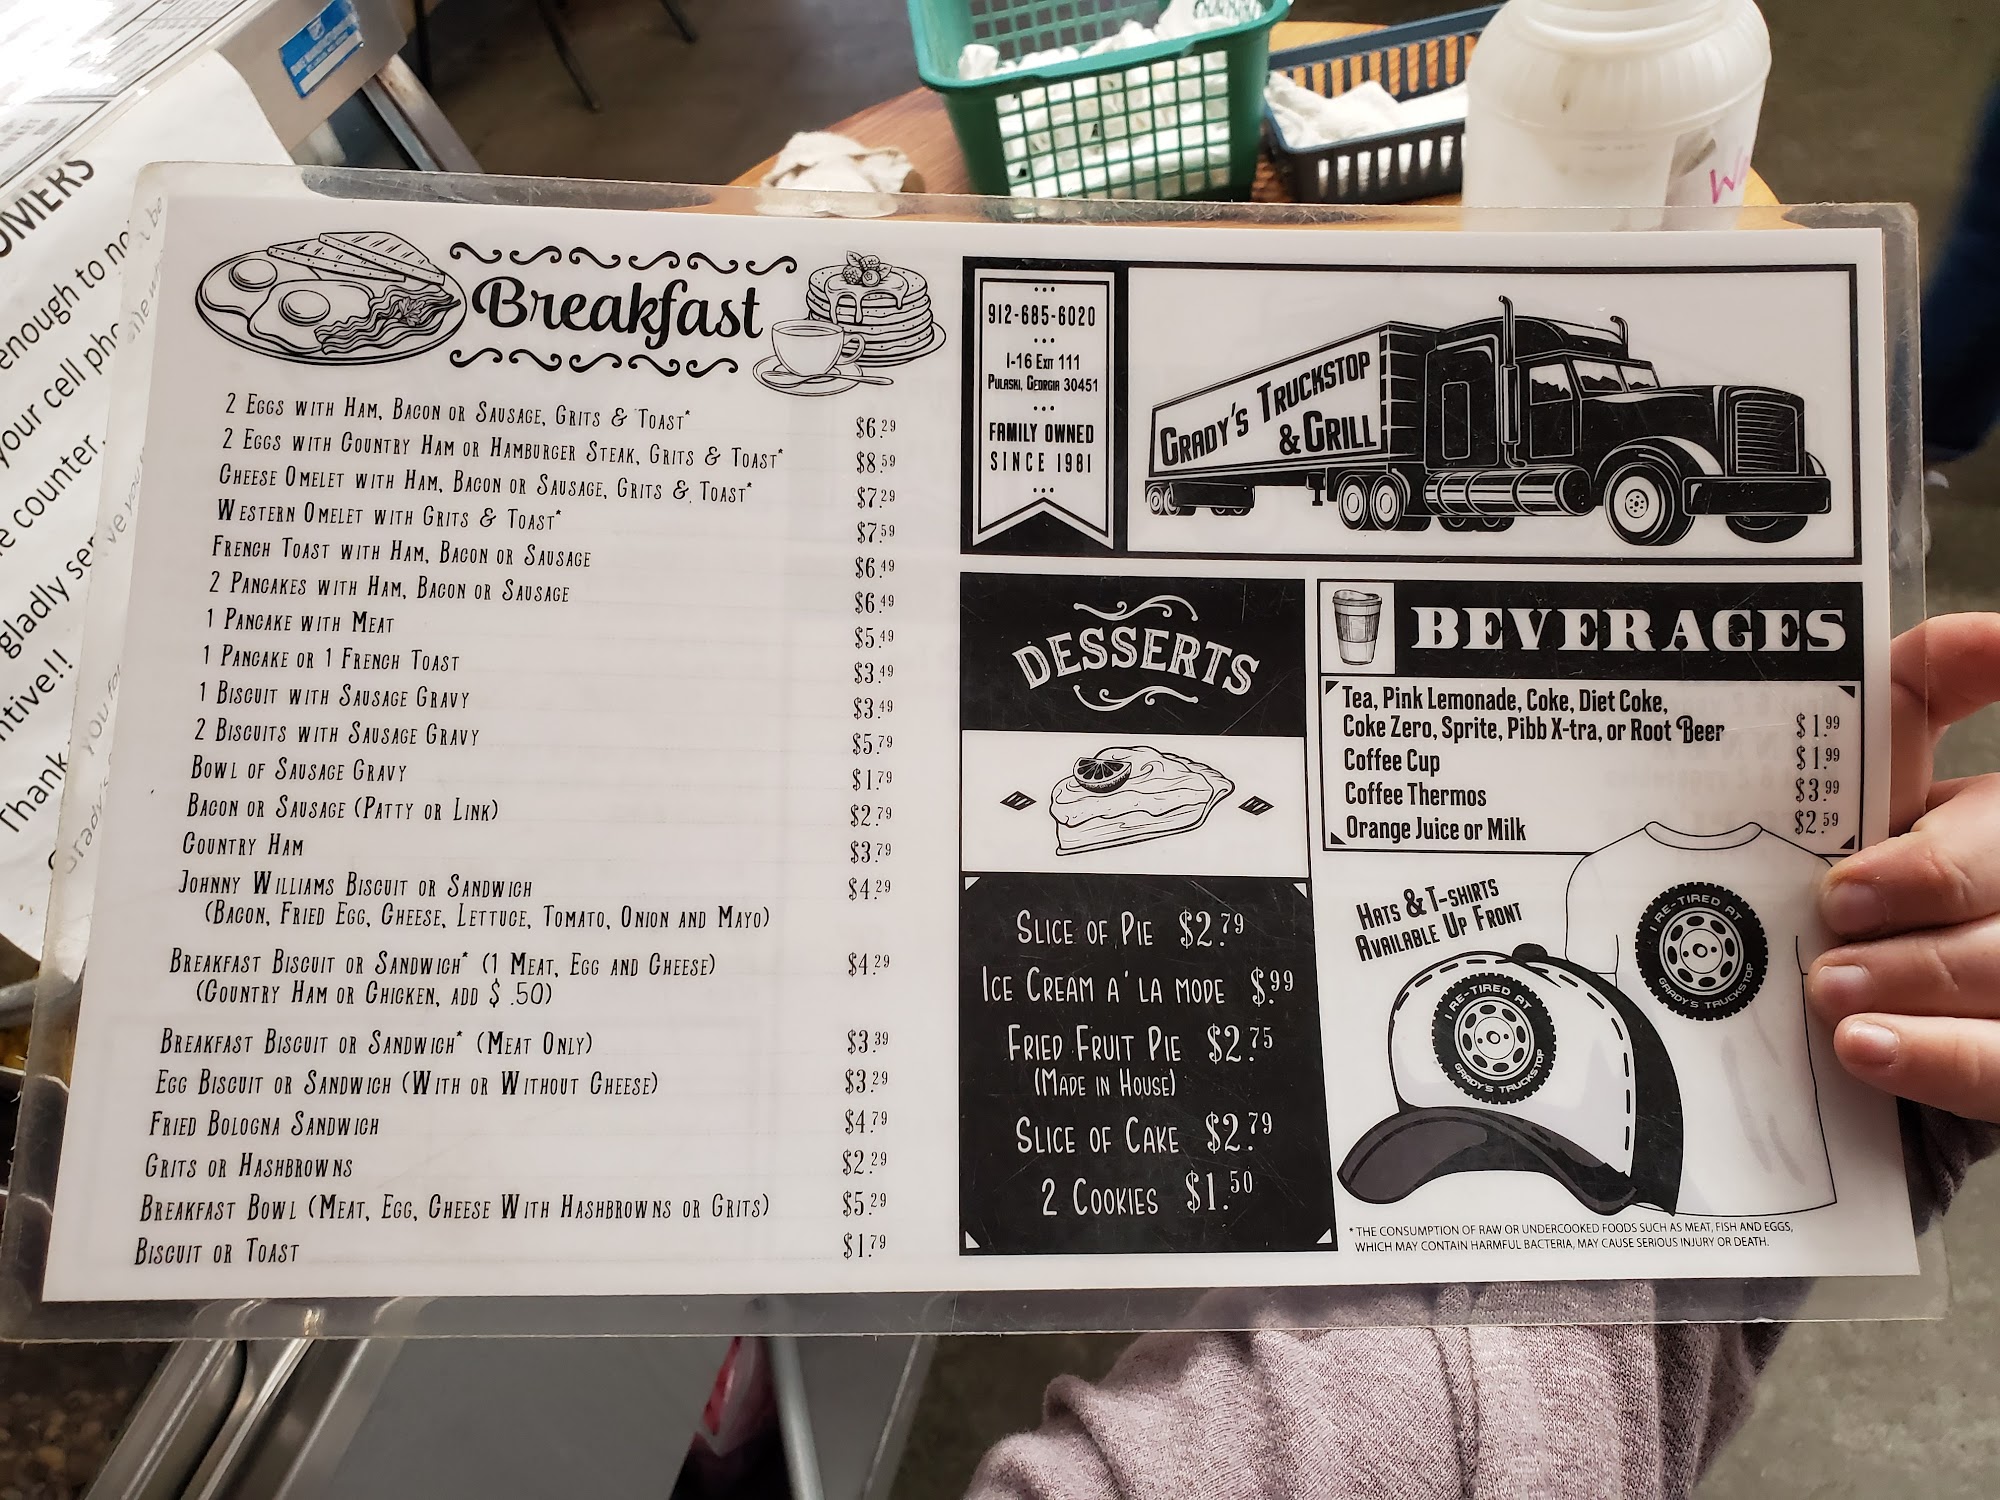 OMERS
enough to no
your cell pho
e counter.
gladly se
ntive!!
Thank
be
Breakfast
2 Eggs with Ham, Bacon or Sausage, Grits & Toast* $6.29
2 Eggs with Country Ham or Hamburger Steak, Grits & Toast* $8.59
Cheese Omelet with Ham, Bacon or Sausage, Grits & Toast* $7.29
Western Omelet with Grits & Toast* $7.59
French Toast with Ham, Bacon or Sausage $6.49
2 Pancakes with Ham, Bacon or Sausage $6.49
1 Pancake with Meat $5.49
1 Pancake or 1 French Toast $3.49
1 Biscuit with Sausage Gravy $3.49
2 Biscuits with Sausage Gravy $5.79
Bowl of Sausage Gravy $1.79
Bacon or Sausage (Patty or Link) $2.79
Country Ham $3.79
Johnny Williams Biscuit or Sandwich $4.29
(Bacon, Fried Egg, Cheese, Lettuce, Tomato, Onion and Mayo)
Breakfast Biscuit or Sandwich* (1 Meat, Egg and Cheese) $4.29
(Country Ham or Chicken, add $ .50)
Breakfast Biscuit or Sandwich* (Meat Only) $3.39
Egg Biscuit or Sandwich (With or Without Cheese) $3.29
Fried Bologna Sandwich $4.79
Grits or Hashbrowns $2.29
Breakfast Bowl (Meat, Egg, Cheese With Hashbrowns or Grits) $5.29
Biscuit or Toast $1.79
912-685-6020
I-16 Exit 111
Pulaski, Georgia 30451
FAMILY OWNED
SINCE 1981
GRADY'S TRUCKSTOP
& GRILL
DESSERTS
Slice of Pie $2.79
Ice Cream a' la mode $.99
Fried Fruit Pie $2.75
(Made in House)
Slice of Cake $2.79
2 Cookies $1.50
BEVERAGES
Tea, Pink Lemonade, Coke, Diet Coke,
Coke Zero, Sprite, Pibb X-tra, or Root Beer $1.99
Coffee Cup $1.99
Coffee Thermos $3.99
Orange Juice or Milk $2.59
Hats & T-shirts
Available Up Front
I RE-TIRED AT
GRADY'S TRUCKSTOP
I RE-TIRED AT
GRADY'S TRUCKSTOP
* THE CONSUMPTION OF RAW OR UNDERCOOKED FOODS SUCH AS MEAT, FISH AND EGGS,
WHICH MAY CONTAIN HARMFUL BACTERIA, MAY CAUSE SERIOUS INJURY OR DEATH.